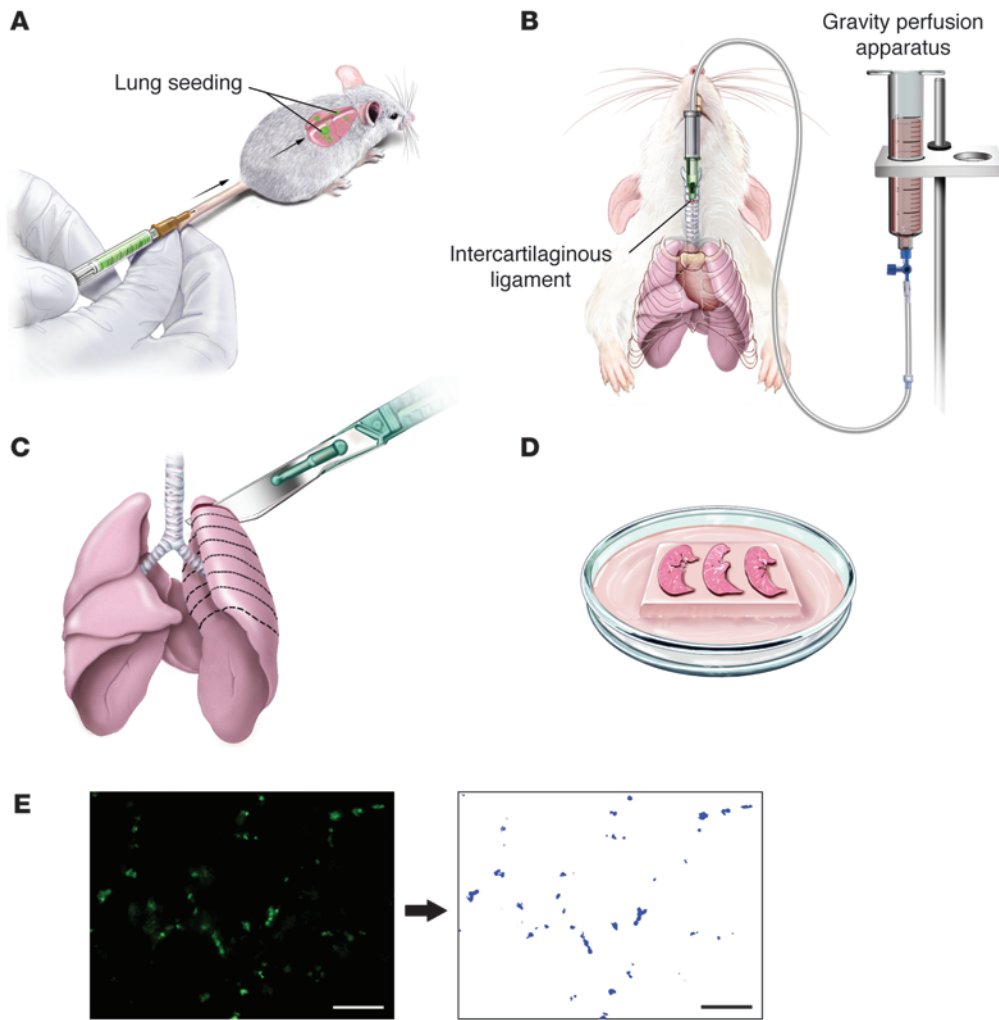 A
Lung seeding
B
Gravity perfusion
apparatus
Intercartilaginous
ligament
C
D
E